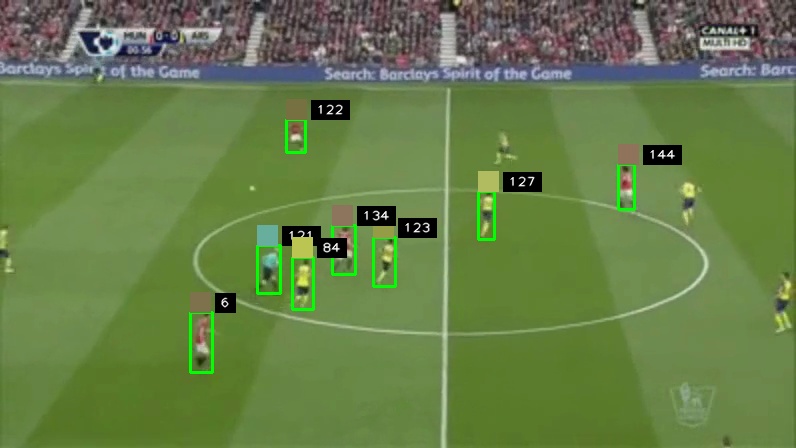 MUN 0-0 ARS
00:56
CANAL+ 1
MULTI HD
Barclays Spirit of the Game
Search: Barclays Spirit of the Game
Search: Barc
122
144
127
134
123
121
84
6